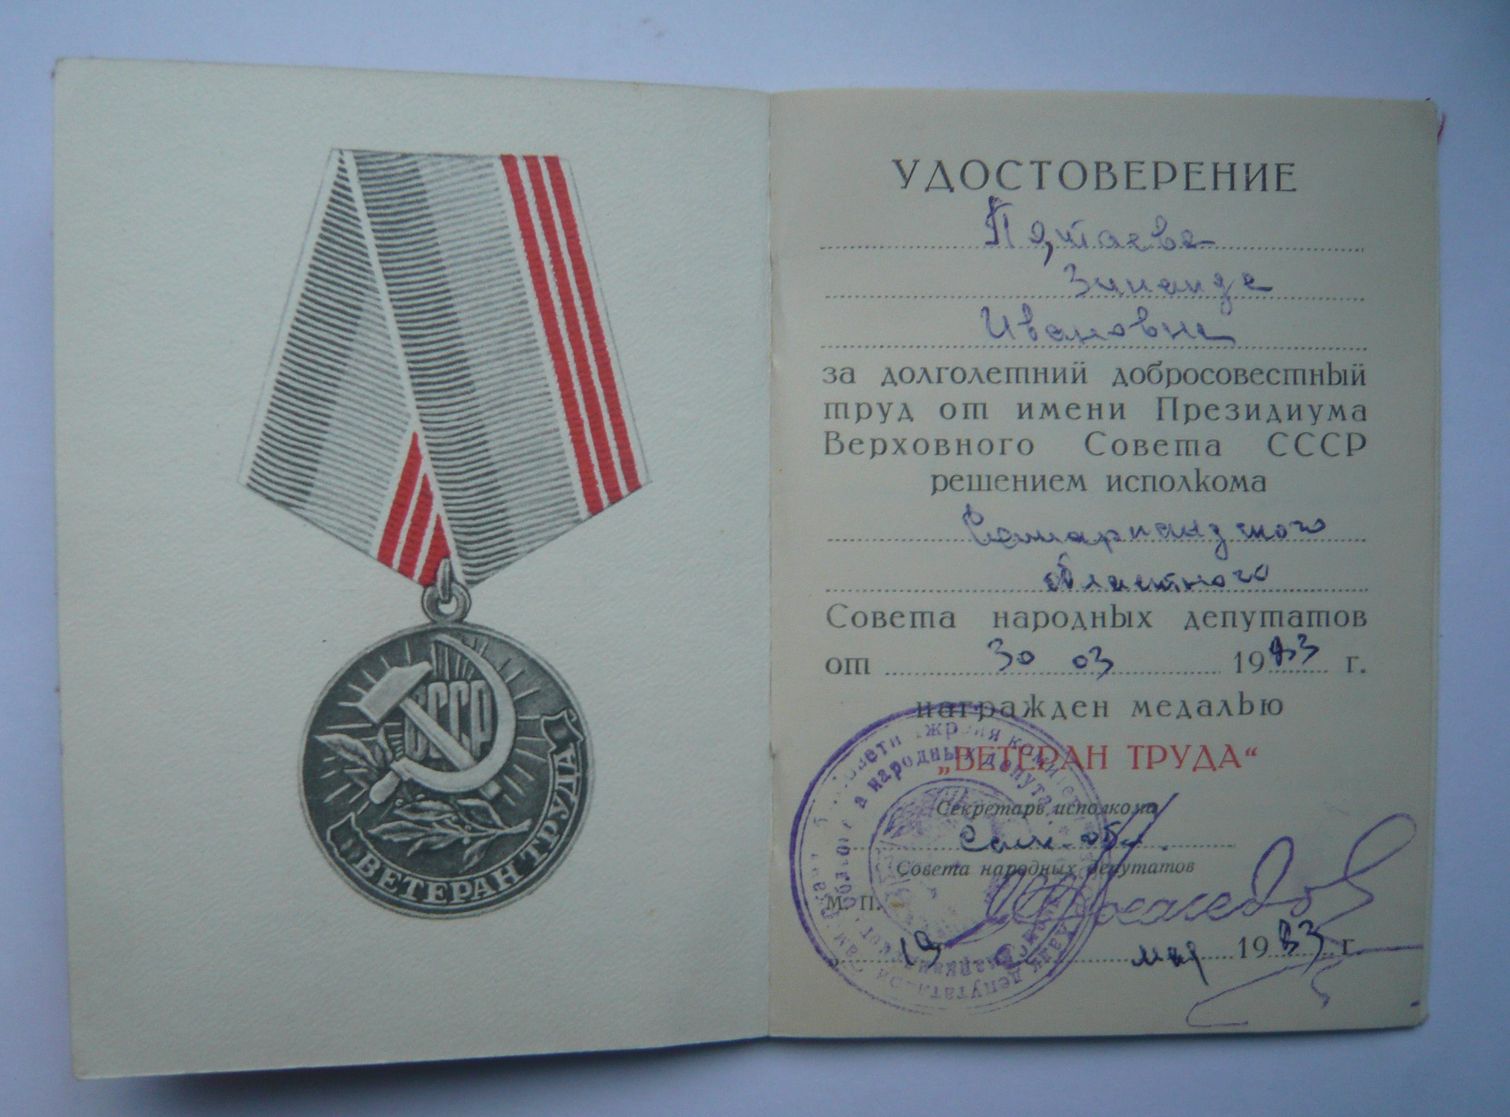 СССР
ВЕТЕРАН ТРУДА
УДОСТОВЕРЕНИЕ
Зинаида
Ивановна
за долголетний добросовестный
труд от имени Президиума
Верховного Совета СССР
решением исполкома
Самаркандского
областного
Совета народных депутатов
от 30 03 1983 г.
награжден медалью
„ВЕТЕРАН ТРУДА“
Секретарь исполкома
Сам. обл.
Совета народных депутатов
М. П.
19 мая 1983 г.